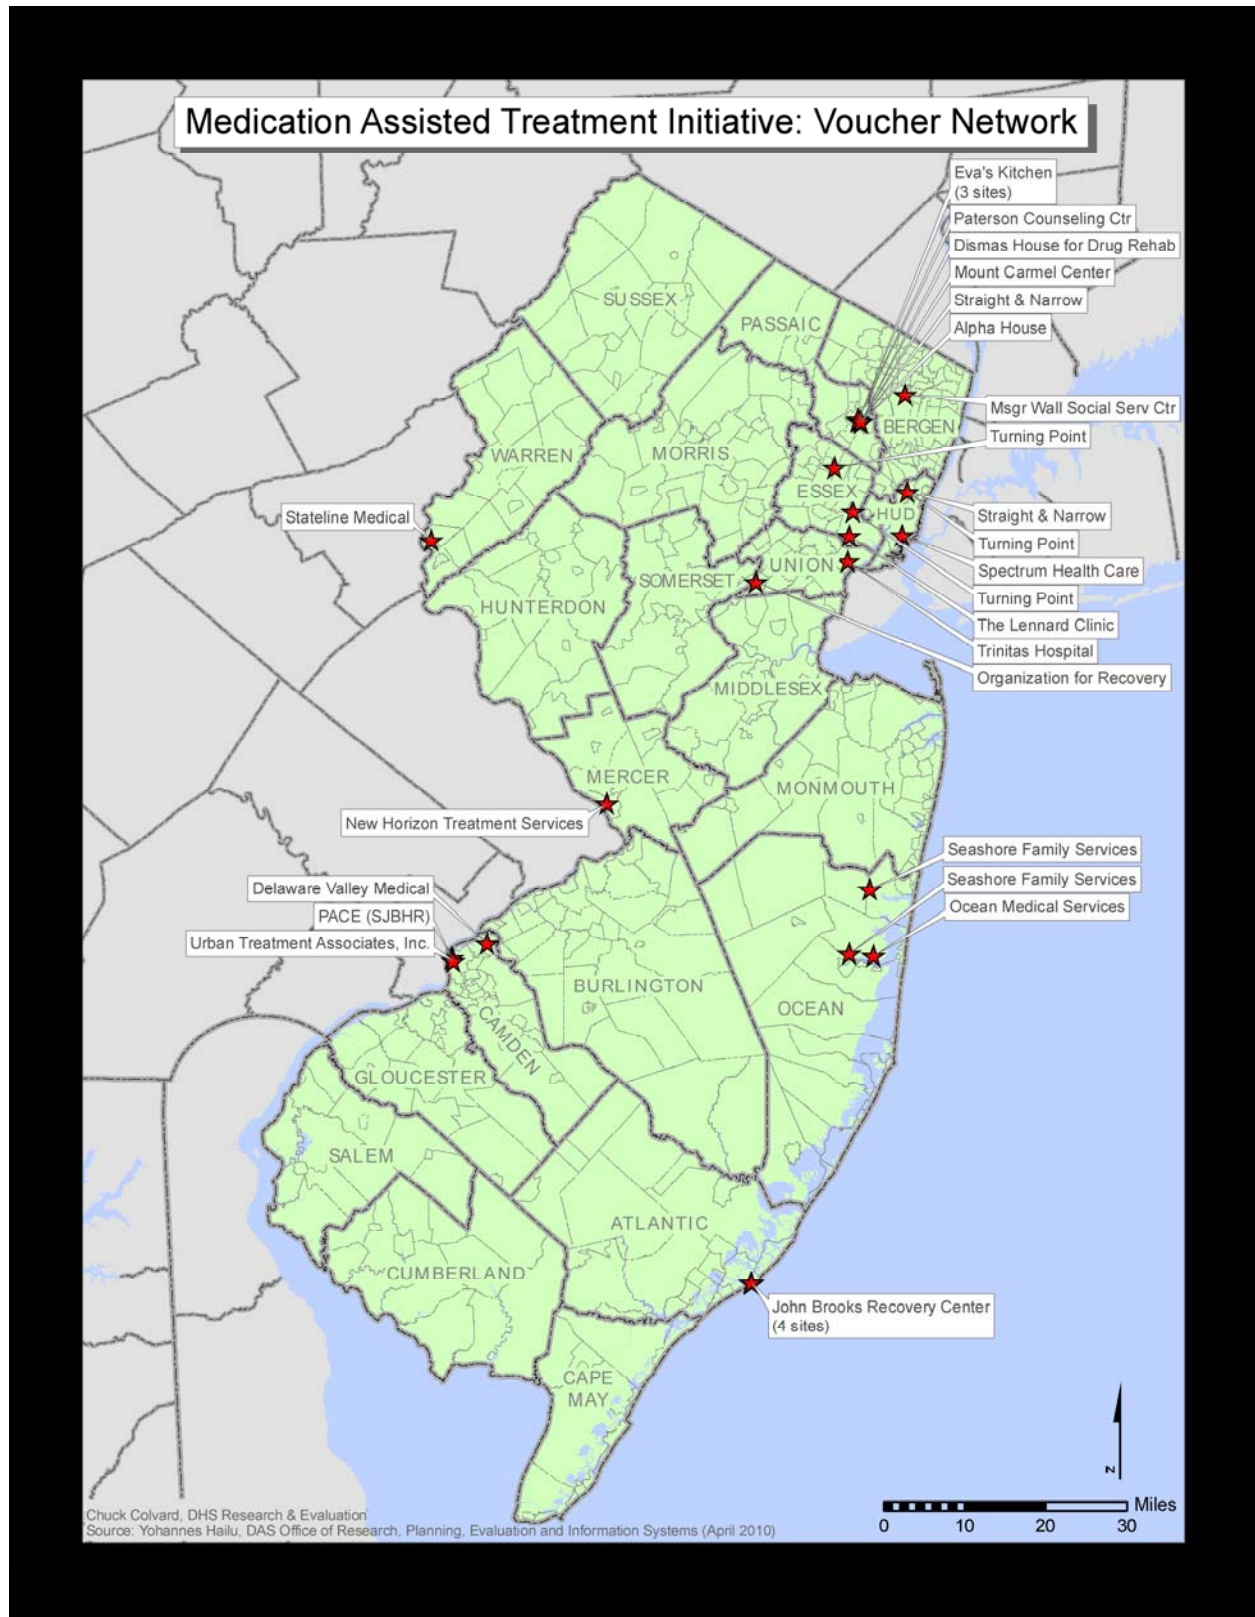 Medication Assisted Treatment Initiative: Voucher Network
Eva's Kitchen
(3 sites)
Paterson Counseling Ctr
Dismas House for Drug Rehab
Mount Carmel Center
Straight & Narrow
Alpha House
SUSSEX
PASSAIC
Msgr Wall Social Serv Ctr
BERGEN
Turning Point
WARREN
MORRIS
ESSEX
HUD
Stateline Medical
Straight & Narrow
Turning Point
Spectrum Health Care
Turning Point
The Lennard Clinic
Trinitas Hospital
Organization for Recovery
UNION
SOMERSET
HUNTERDON
MIDDLESEX
MERCER
MONMOUTH
New Horizon Treatment Services
Seashore Family Services
Seashore Family Services
Ocean Medical Services
Delaware Valley Medical
PACE (SJBHR)
Urban Treatment Associates, Inc.
BURLINGTON
OCEAN
CAMDEN
GLOUCESTER
SALEM
ATLANTIC
CUMBERLAND
John Brooks Recovery Center
(4 sites)
CAPE
MAY
N
Miles
0 10 20 30
Chuck Colvard, DHS Research & Evaluation
Source: Yohannes Hailu, DAS Office of Research, Planning, Evaluation and Information Systems (April 2010)